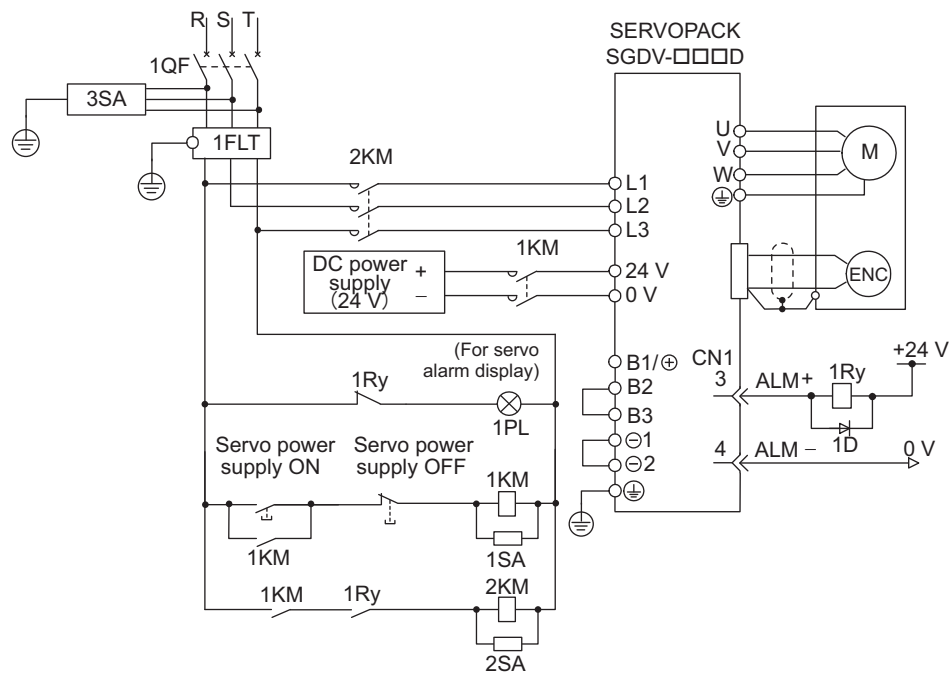 R S T
SERVOPACK
SGDV-□□□D
1QF
3SA
1FLT
2KM
U
V
W
M
L1
L2
L3
1KM
DC power
supply
(24 V)
+
−
24 V
0 V
ENC
(For servo
alarm display)
B1/⊕
B2
B3
⊖1
⊖2
CN1
3
ALM+
1Ry
+24 V
1D
4
ALM −
0 V
1Ry
1PL
Servo power
supply ON
Servo power
supply OFF
1KM
1KM
1SA
1KM
1Ry
2KM
2SA